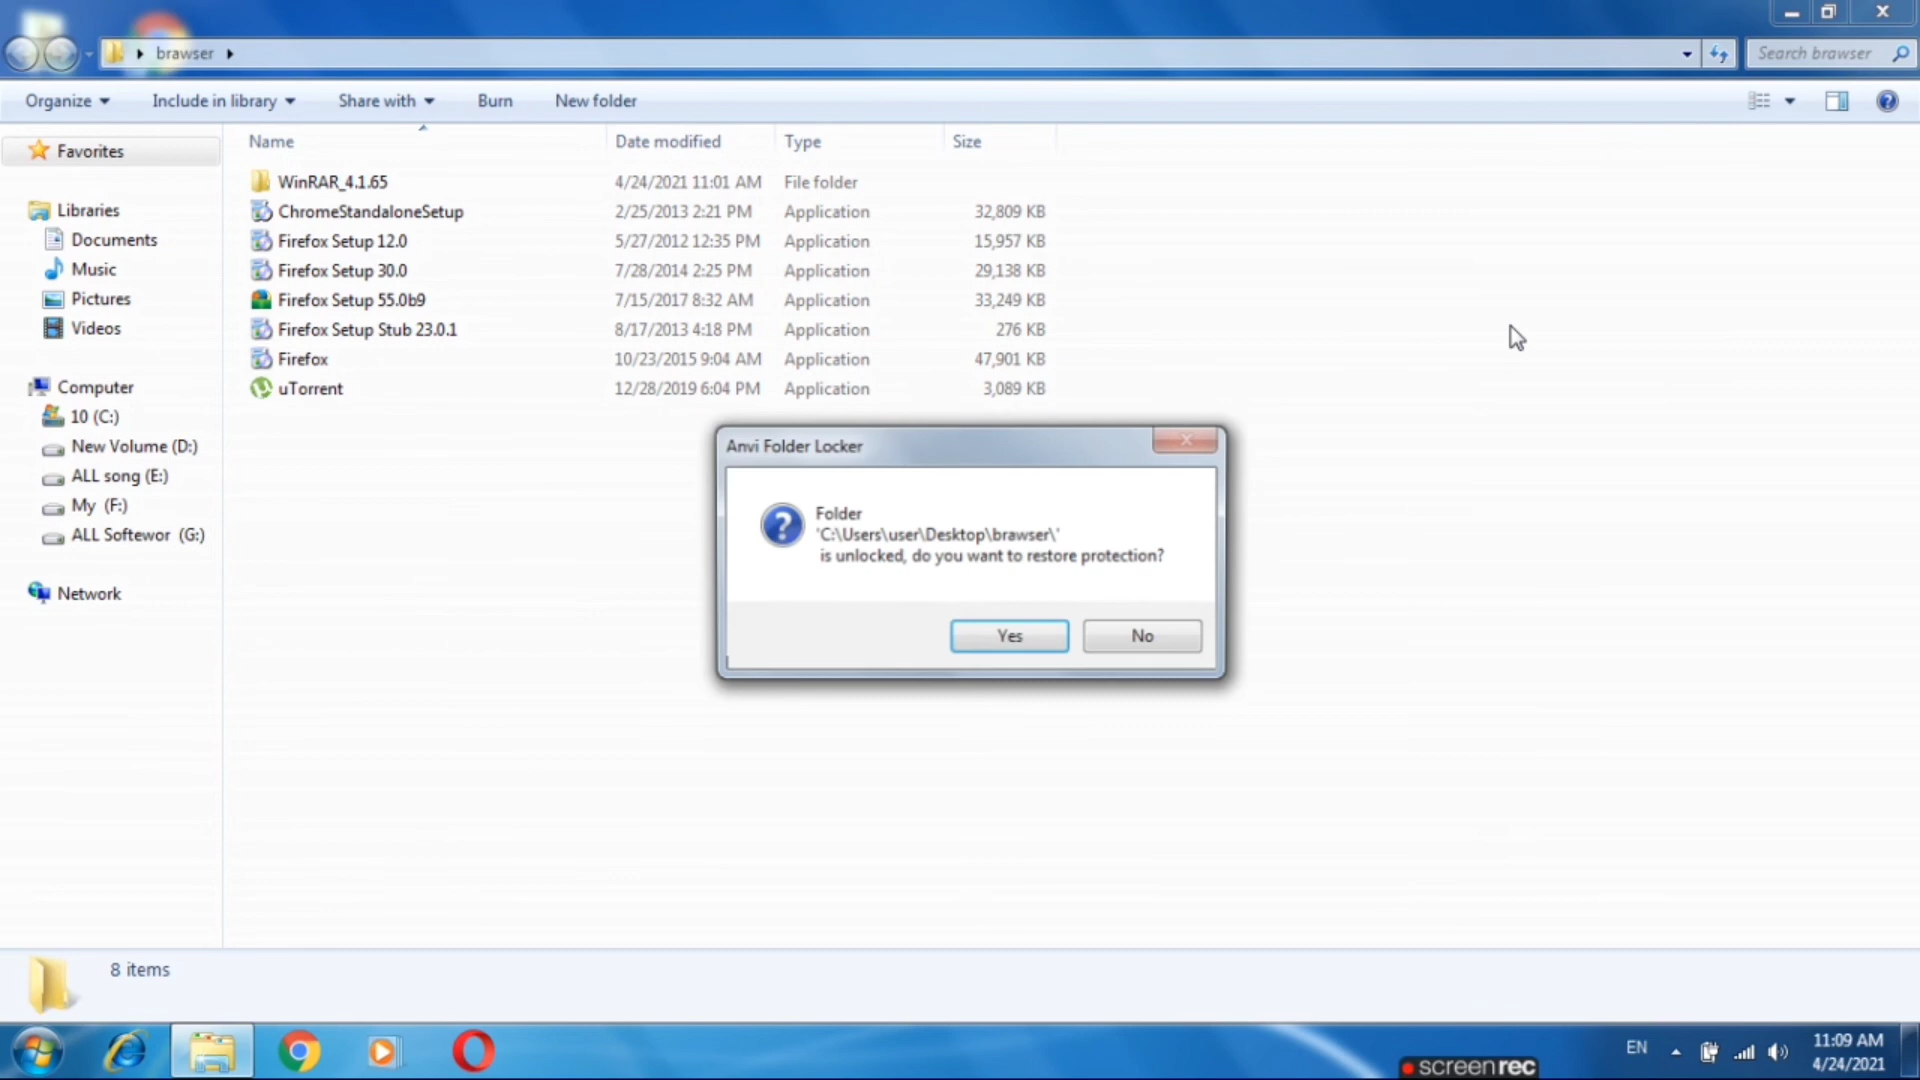 brawser
Search brawser
Organize
Include in library
Share with
Burn
New folder
Name
Date modified
Type
Size
Favorites
Libraries
Documents
Music
Pictures
Videos
Computer
10 (C:)
New Volume (D:)
ALL song (E:)
My (F:)
ALL Softewor (G:)
Network
WinRAR_4.1.65 4/24/2021 11:01 AM File folder
ChromeStandaloneSetup 2/25/2013 2:21 PM Application 32,809 KB
Firefox Setup 12.0 5/27/2012 12:35 PM Application 15,957 KB
Firefox Setup 30.0 7/28/2014 2:25 PM Application 29,138 KB
Firefox Setup 55.0b9 7/15/2017 8:32 AM Application 33,249 KB
Firefox Setup Stub 23.0.1 8/17/2013 4:18 PM Application 276 KB
Firefox 10/23/2015 9:04 AM Application 47,901 KB
uTorrent 12/28/2019 6:04 PM Application 3,089 KB
Anvi Folder Locker
Folder
'C:\Users\user\Desktop\brawser\'
is unlocked, do you want to restore protection?
Yes
No
8 items
screenrec
EN
11:09 AM
4/24/2021